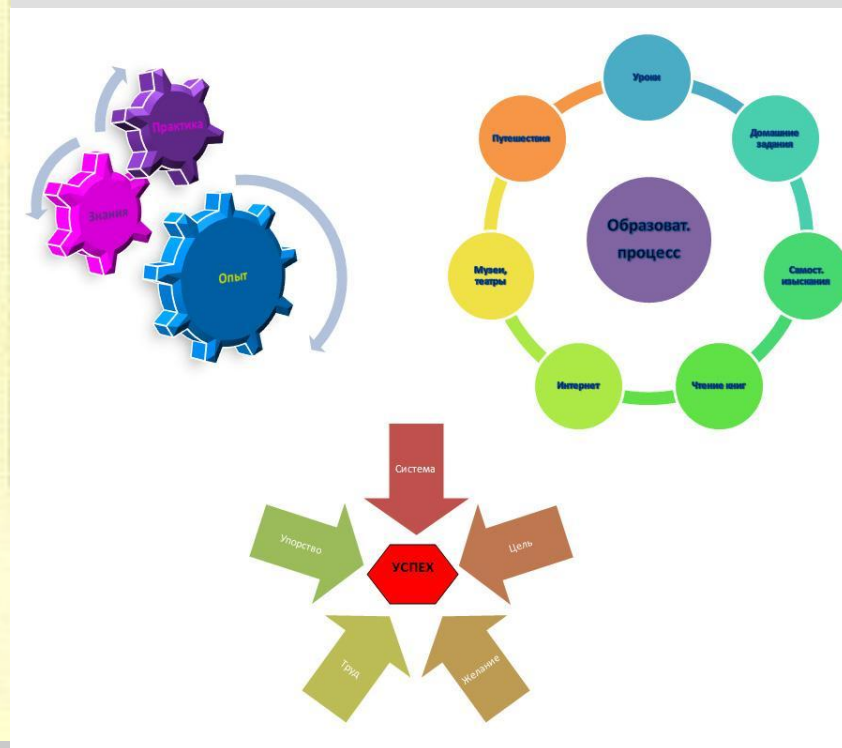 Практика
Знания
Опыт
Уроки
Домашние
задания
Самост.
изыскания
Чтение книг
Интернет
Музеи,
театры
Путешествия
Образоват.
процесс
Система
Цель
Желание
Труд
Упорство
УСПЕХ